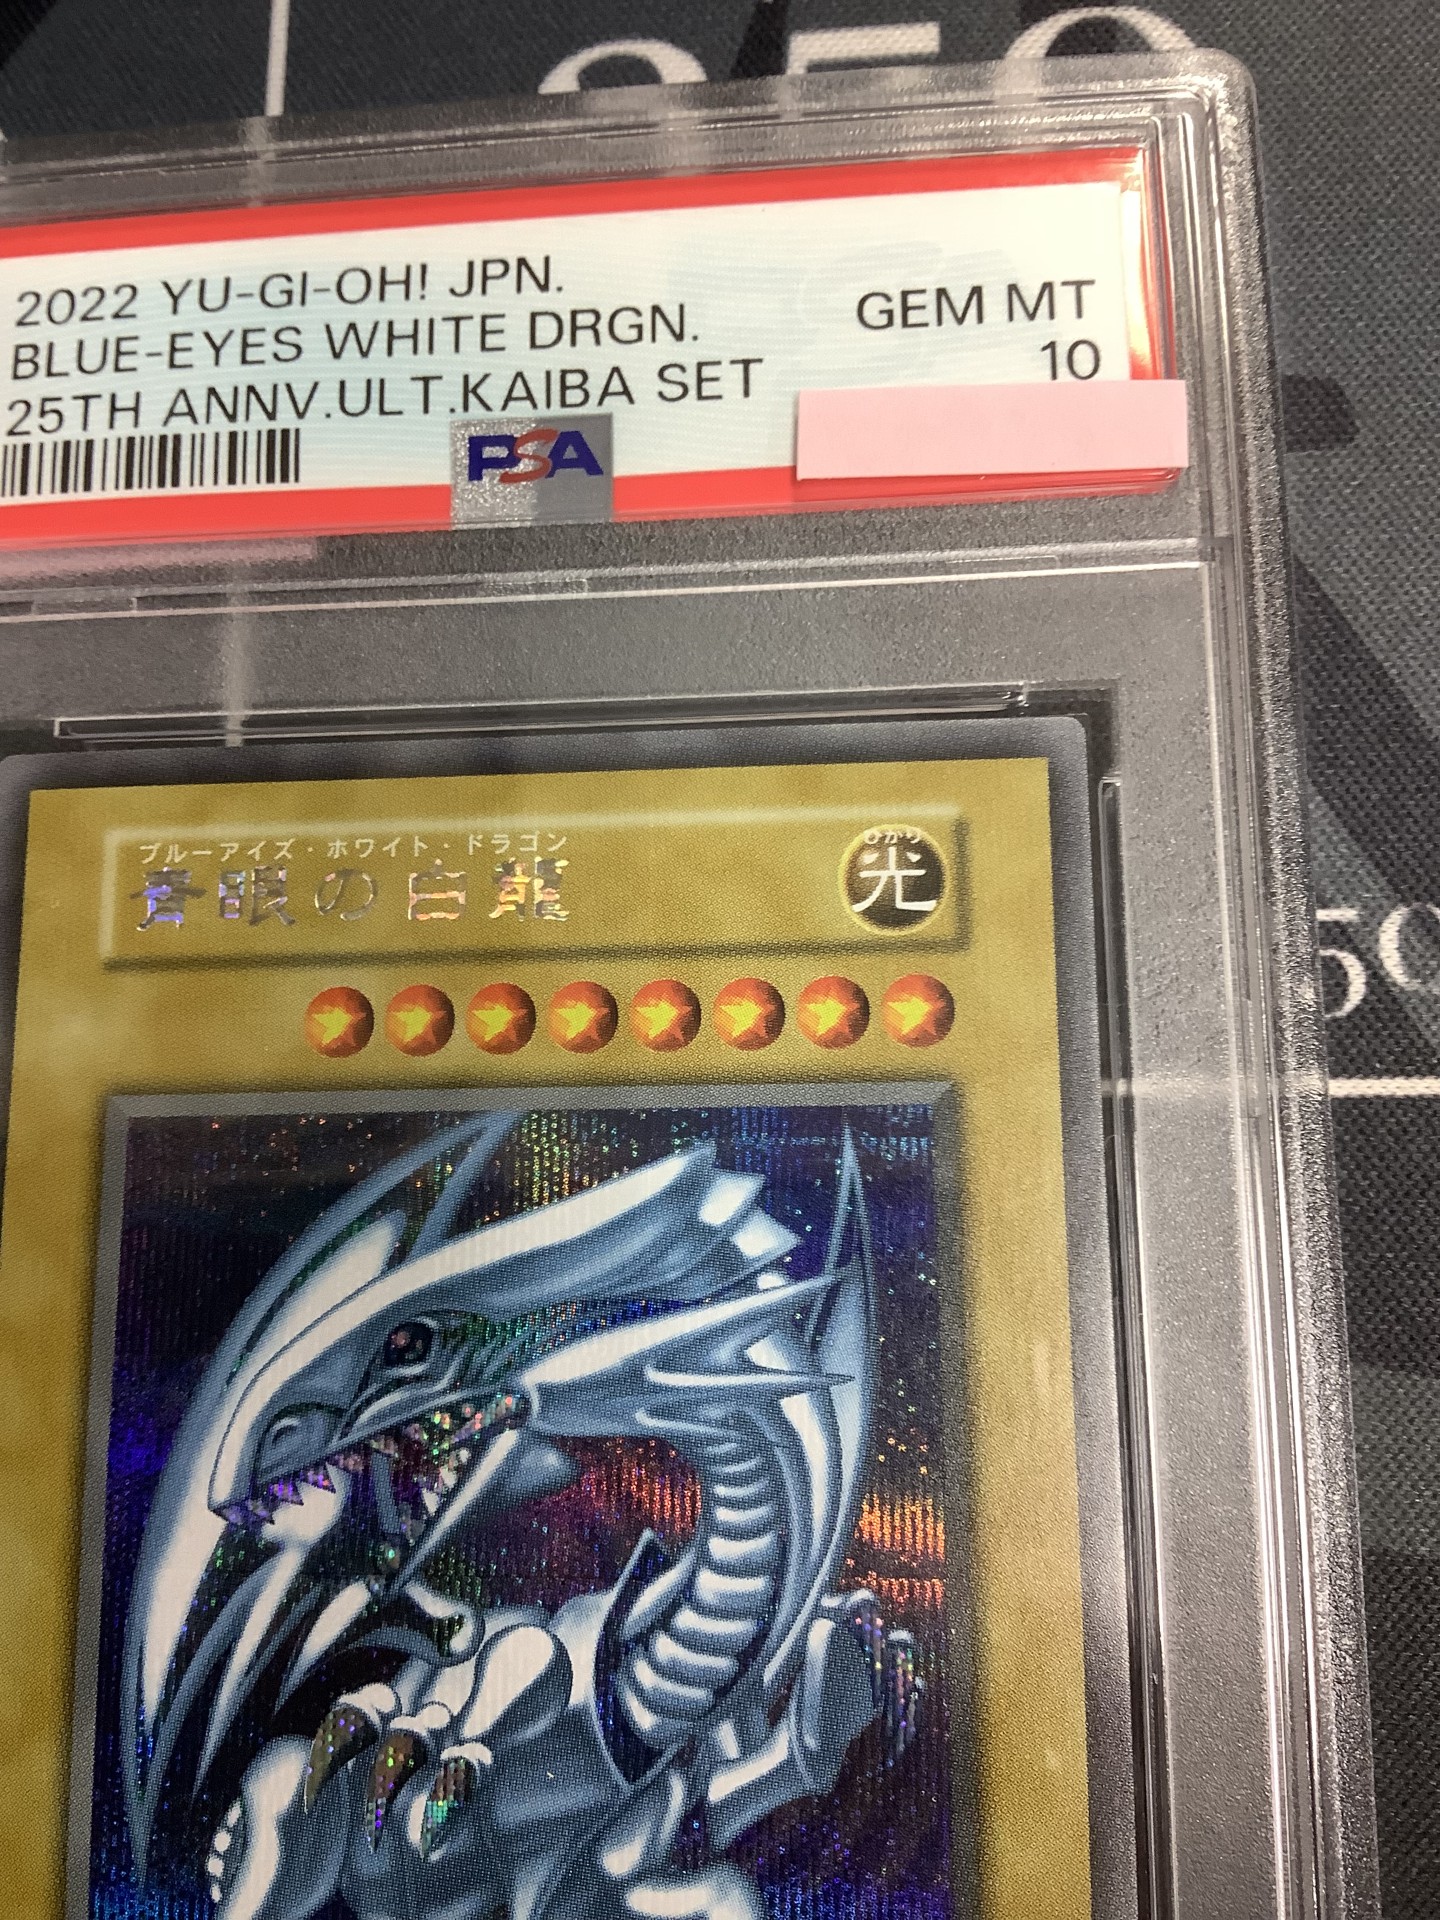 2022 YU-GI-OH! JPN.
BLUE-EYES WHITE DRGN.
25TH ANNV.ULT.KAIBA SET
GEM MT
10
PSA
ブルーアイズ・ホワイト・ドラゴン
青眼の白龍
ひかり
光